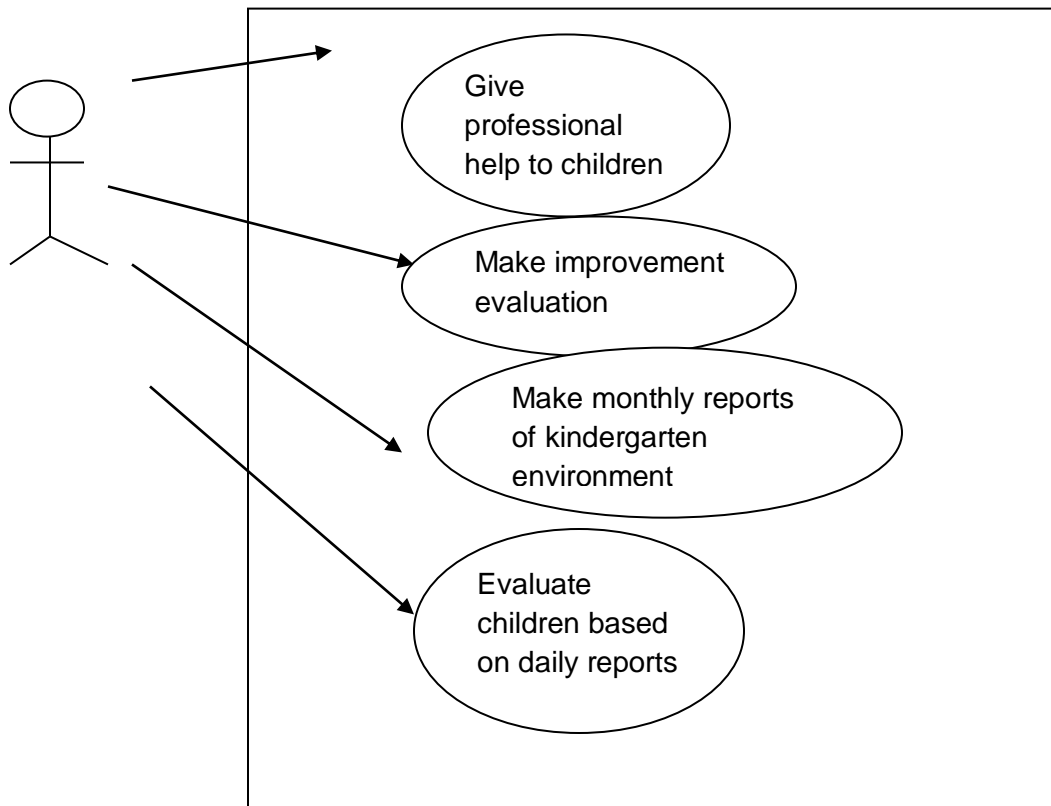 Give
professional
help to children
Make improvement
evaluation
Make monthly reports
of kindergarten
environment
Evaluate
children based
on daily reports